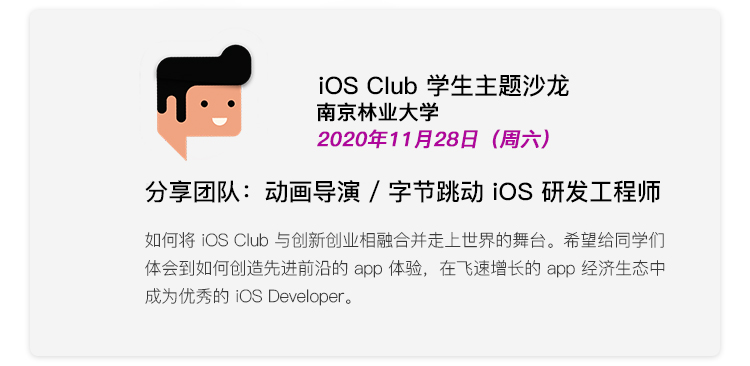 iOS Club 学生主题沙龙
南京林业大学
2020年11月28日（周六）
分享团队：动画导演 / 字节跳动 iOS 研发工程师
如何将 iOS Club 与创新创业相融合并走上世界的舞台。希望给同学们
体会到如何创造先进前沿的 app 体验，在飞速增长的 app 经济生态中
成为优秀的 iOS Developer。